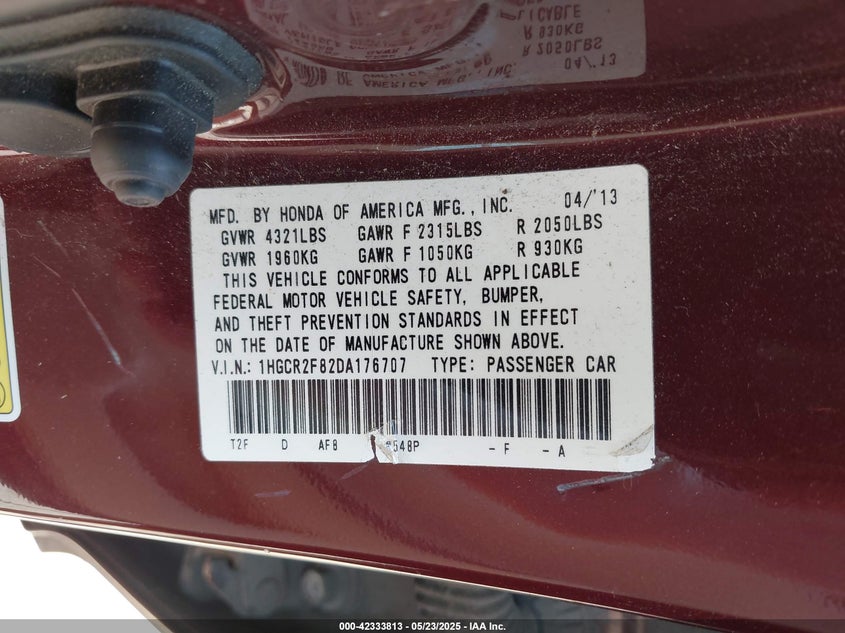 MFD. BY HONDA OF AMERICA MFG., INC. 04/'13
GVWR 4321LBS GAWR F 2315LBS R 2050LBS
GVWR 1960KG GAWR F 1050KG R 930KG
THIS VEHICLE CONFORMS TO ALL APPLICABLE
FEDERAL MOTOR VEHICLE SAFETY, BUMPER,
AND THEFT PREVENTION STANDARDS IN EFFECT
ON THE DATE OF MANUFACTURE SHOWN ABOVE.
V.I.N.: 1HGCR2F82DA176707 TYPE: PASSENGER CAR
T2F D AF8 548P -F -A
000-42333813 - 05/23/2025 - IAA Inc.